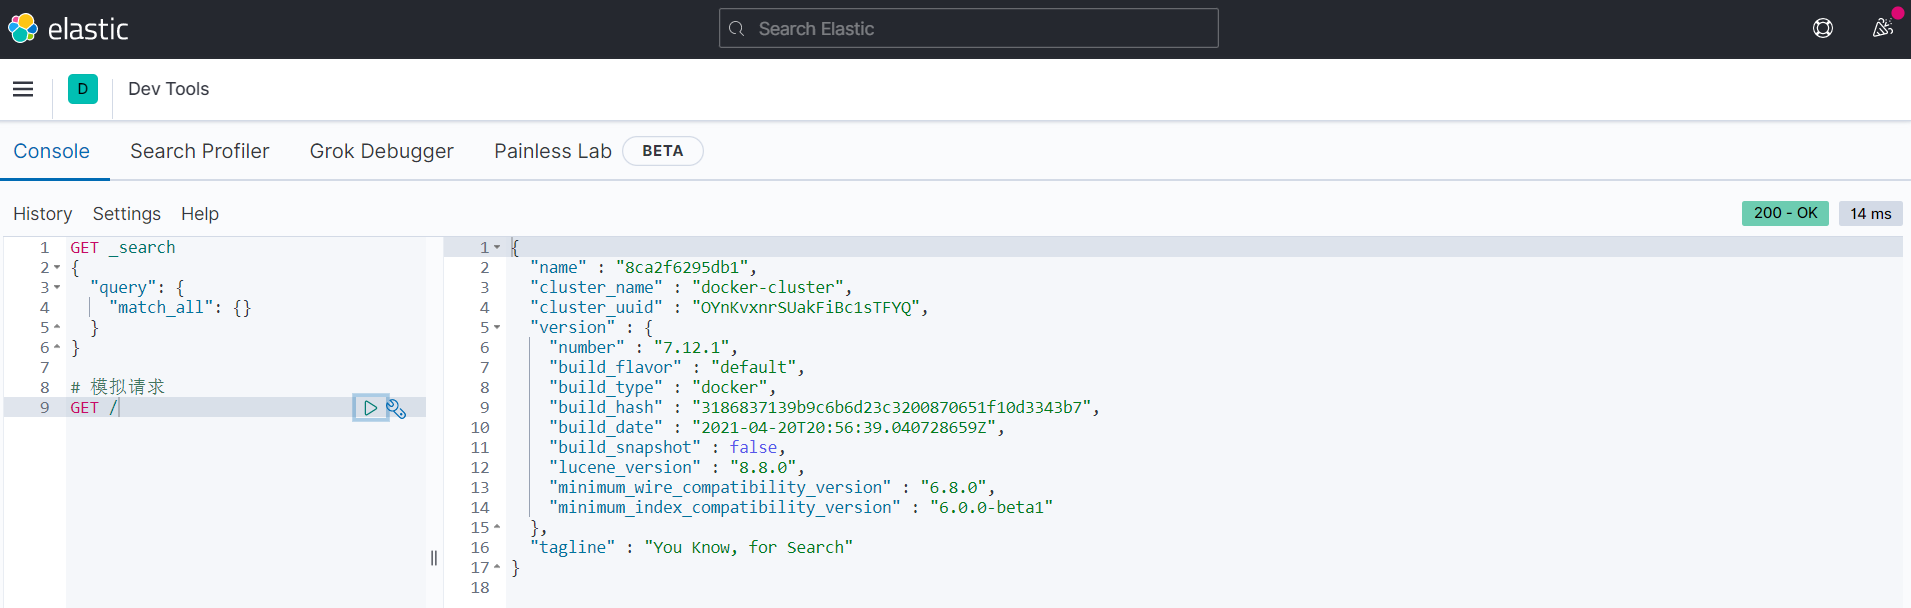 elastic
Search Elastic
D
Dev Tools
Console
Search Profiler
Grok Debugger
Painless Lab
BETA
History
Settings
Help
200 - OK
14 ms
1 GET _search
2 {
3 "query": {
4 "match_all": {}
5 }
6 }
7
8 # 模拟请求
9 GET /
1 {
2 "name" : "8ca2f6295db1",
3 "cluster_name" : "docker-cluster",
4 "cluster_uuid" : "OYnKvxnrSUakFiBc1sTFYQ",
5 "version" : {
6 "number" : "7.12.1",
7 "build_flavor" : "default",
8 "build_type" : "docker",
9 "build_hash" : "3186837139b9c6b6d23c3200870651f10d3343b7",
10 "build_date" : "2021-04-20T20:56:39.040728659Z",
11 "build_snapshot" : false,
12 "lucene_version" : "8.8.0",
13 "minimum_wire_compatibility_version" : "6.8.0",
14 "minimum_index_compatibility_version" : "6.0.0-beta1"
15 },
16 "tagline" : "You Know, for Search"
17 }
18